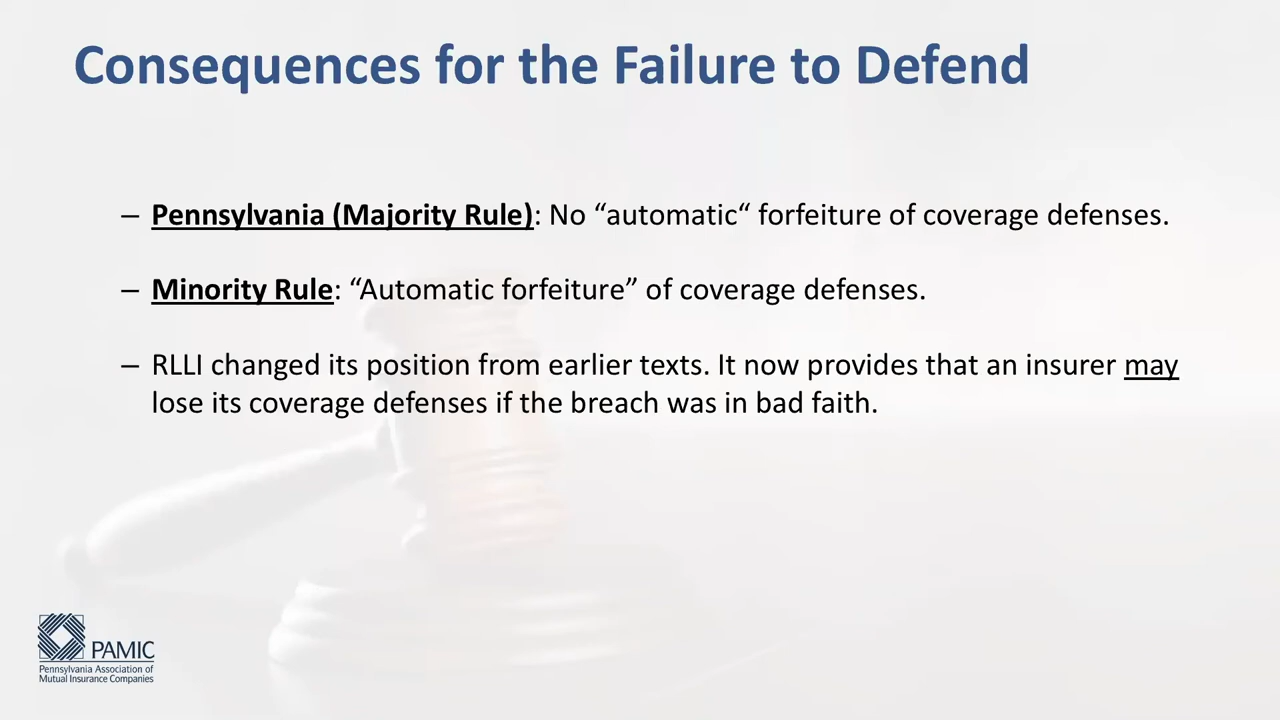 Consequences for the Failure to Defend
– Pennsylvania (Majority Rule): No “automatic“ forfeiture of coverage defenses.
– Minority Rule: “Automatic forfeiture” of coverage defenses.
– RLLI changed its position from earlier texts. It now provides that an insurer may
lose its coverage defenses if the breach was in bad faith.
PAMIC
Pennsylvania Association of
Mutual Insurance Companies